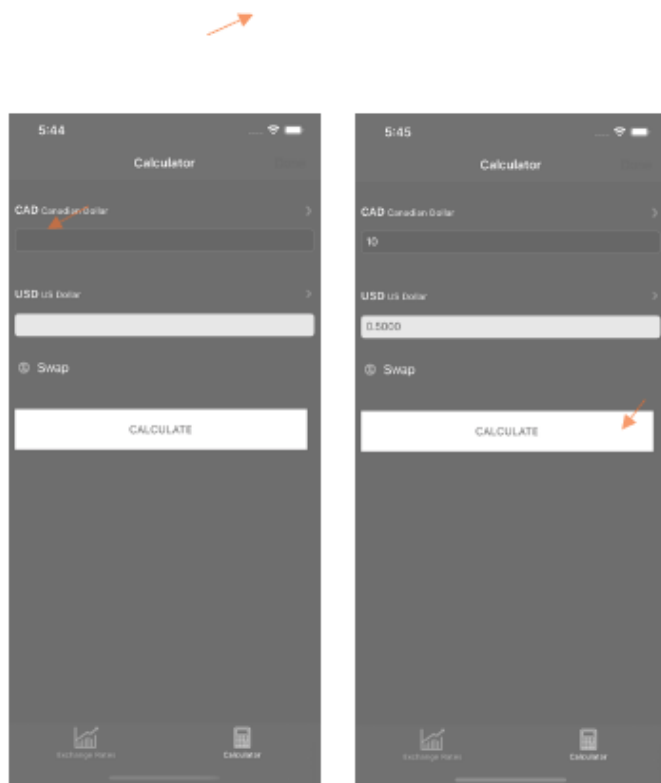 5:44
Calculator
CAD Canadian Dollar
USD US Dollar
Swap
CALCULATE
Exchange Rates
Calculator
5:45
Calculator
CAD Canadian Dollar
10
USD US Dollar
0.5000
Swap
CALCULATE
Exchange Rates
Calculator